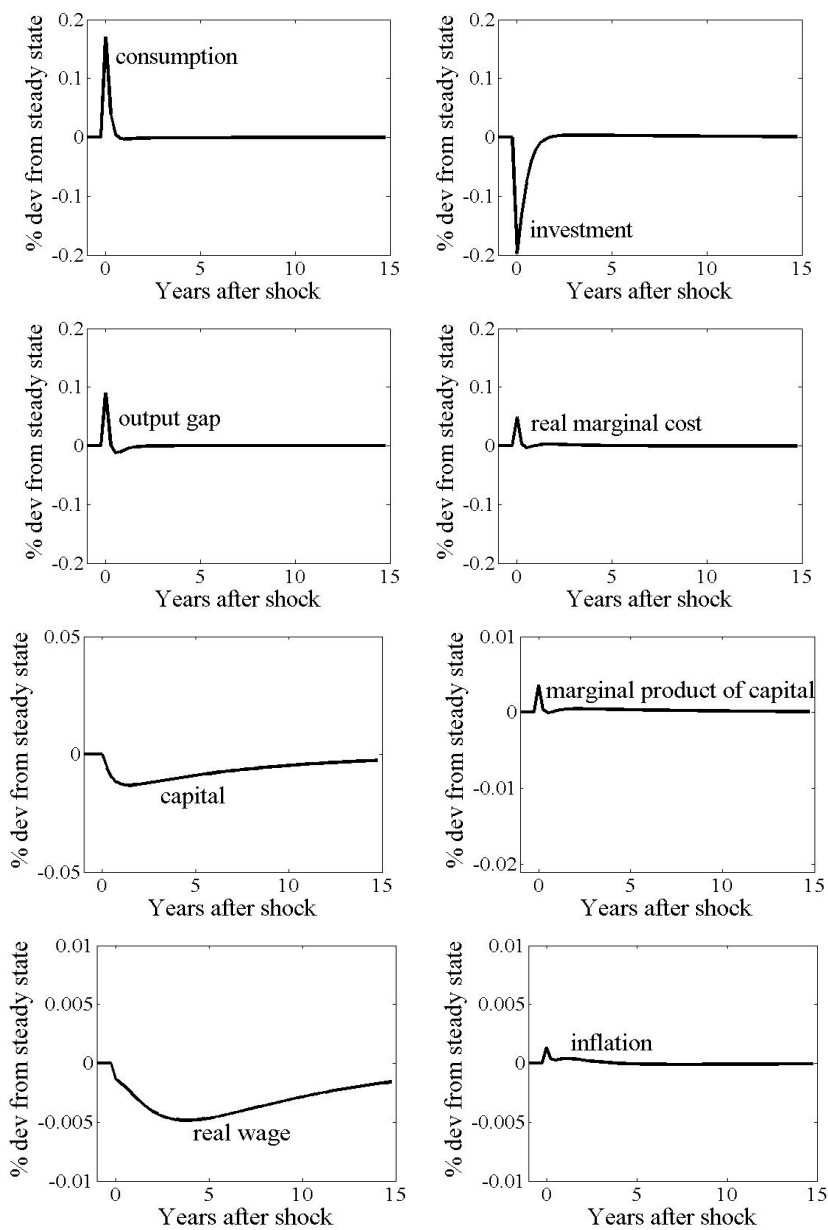 % dev from steady state
0.2
0.1
0
-0.1
-0.2
consumption
0
5
10
15
Years after shock
% dev from steady state
0.2
0.1
0
-0.1
-0.2
investment
0
5
10
15
Years after shock
% dev from steady state
0.2
0.1
0
-0.1
-0.2
output gap
0
5
10
15
Years after shock
% dev from steady state
0.2
0.1
0
-0.1
-0.2
real marginal cost
0
5
10
15
Years after shock
% dev from steady state
0.05
0
-0.05
capital
0
5
10
15
Years after shock
% dev from steady state
0.01
0
-0.01
-0.02
marginal product of capital
0
5
10
15
Years after shock
% dev from steady state
0.01
0.005
0
-0.005
-0.01
real wage
0
5
10
15
Years after shock
% dev from steady state
0.01
0.005
0
-0.005
-0.01
inflation
0
5
10
15
Years after shock